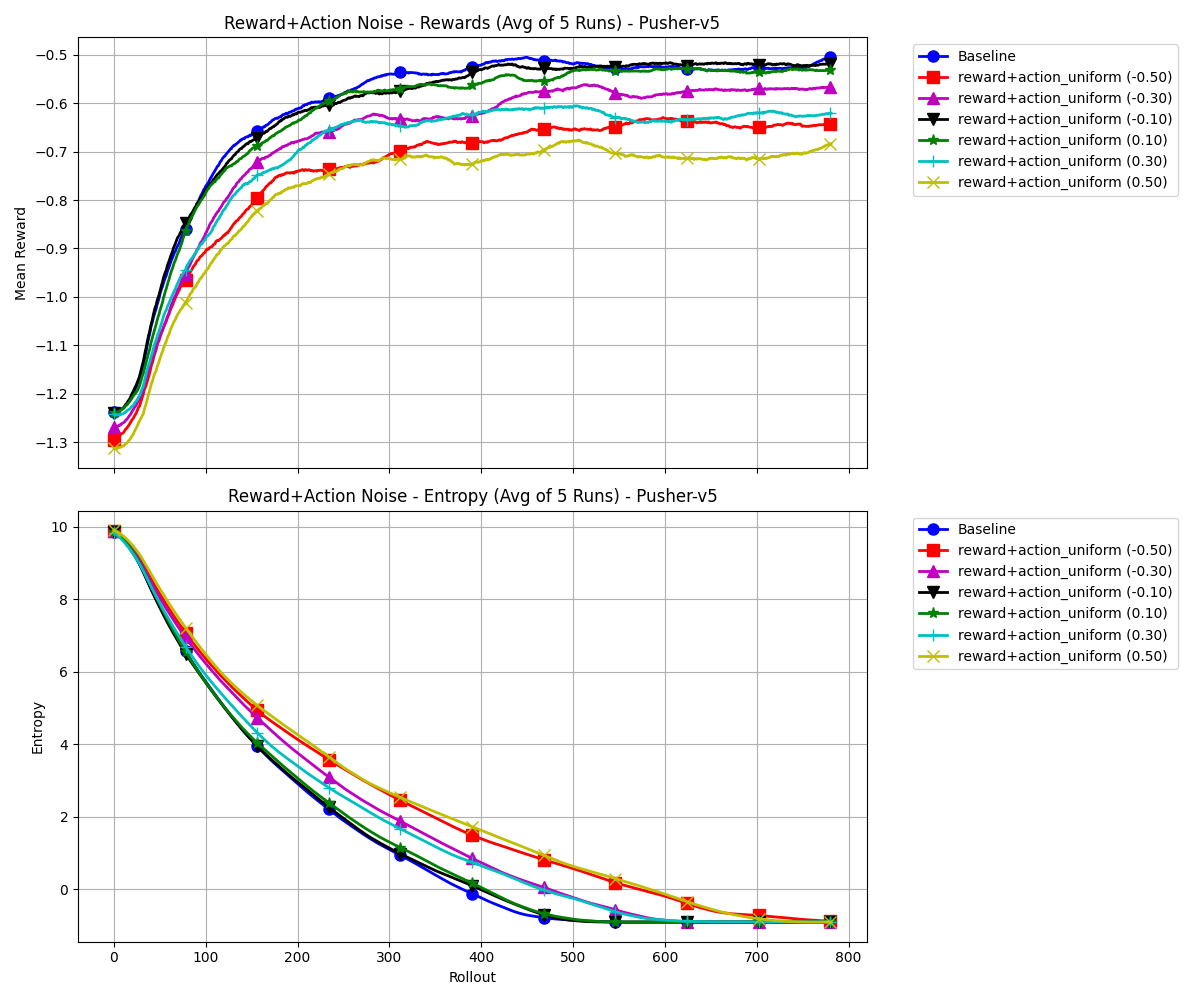 Reward+Action Noise - Rewards (Avg of 5 Runs) - Pusher-v5
−0.5
−0.6
−0.7
−0.8
−0.9
−1.0
−1.1
−1.2
−1.3
Mean Reward
Baseline
reward+action_uniform (-0.50)
reward+action_uniform (-0.30)
reward+action_uniform (-0.10)
reward+action_uniform (0.10)
reward+action_uniform (0.30)
reward+action_uniform (0.50)
Reward+Action Noise - Entropy (Avg of 5 Runs) - Pusher-v5
10
8
6
4
2
0
Entropy
0 100 200 300 400 500 600 700 800
Rollout
Baseline
reward+action_uniform (-0.50)
reward+action_uniform (-0.30)
reward+action_uniform (-0.10)
reward+action_uniform (0.10)
reward+action_uniform (0.30)
reward+action_uniform (0.50)